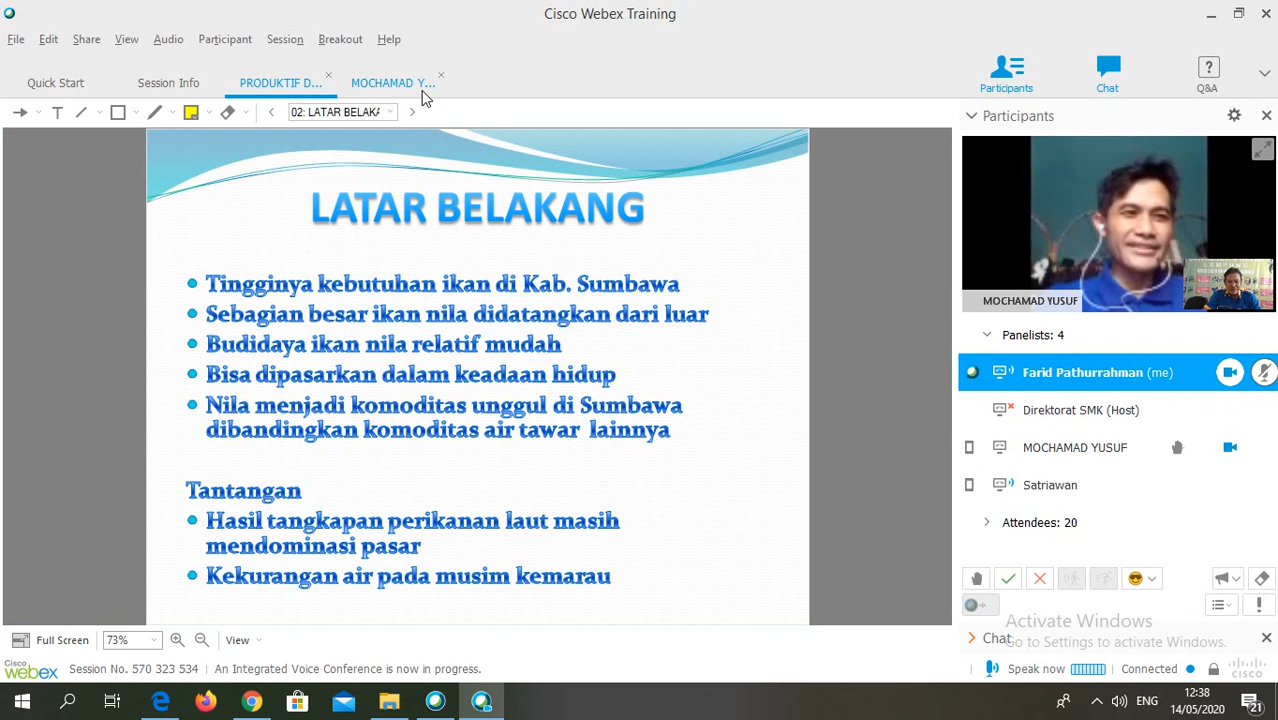 Cisco Webex Training
File Edit Share View Audio Participant Session Breakout Help
Quick Start Session Info PRODUKTIF D... MOCHAMAD Y...
Participants Chat Q&A
T 02: LATAR BELAKA
Participants
LATAR BELAKANG
Tingginya kebutuhan ikan di Kab. Sumbawa
Sebagian besar ikan nila didatangkan dari luar
Budidaya ikan nila relatif mudah
Bisa dipasarkan dalam keadaan hidup
Nila menjadi komoditas unggul di Sumbawa
dibandingkan komoditas air tawar lainnya
Tantangan
Hasil tangkapan perikanan laut masih
mendominasi pasar
Kekurangan air pada musim kemarau
LAMPUNG
MOCHAMAD YUSUF
Panelists: 4
Farid Pathurrahman (me)
Direktorat SMK (Host)
MOCHAMAD YUSUF
Satriawan
Attendees: 20
Activate Windows
Go to Settings to activate Windows.
Chat
Full Screen 73% View
Cisco webex Session No. 570 323 534 An Integrated Voice Conference is now in progress.
Speak now Connected cisco
ENG 12:38
14/05/2020 21